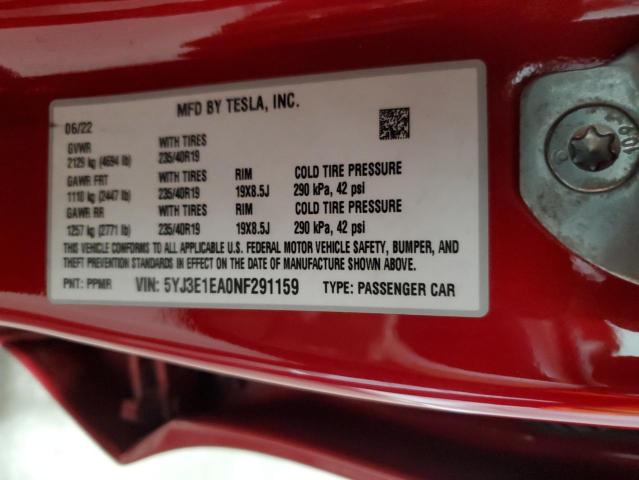 MFD BY TESLA, INC.
06/22
GVWR WITH TIRES
2129 kg (4694 lb) 235/40R19
GAWR FRT WITH TIRES RIM COLD TIRE PRESSURE
1110 kg (2447 lb) 235/40R19 19X8.5J 290 kPa, 42 psi
GAWR RR WITH TIRES RIM COLD TIRE PRESSURE
1257 kg (2771 lb) 235/40R19 19X8.5J 290 kPa, 42 psi
THIS VEHICLE CONFORMS TO ALL APPLICABLE U.S. FEDERAL MOTOR VEHICLE SAFETY, BUMPER, AND
THEFT PREVENTION STANDARDS IN EFFECT ON THE DATE OF MANUFACTURE SHOWN ABOVE.
PNT: PPMR VIN: 5YJ3E1EA0NF291159 TYPE: PASSENGER CAR